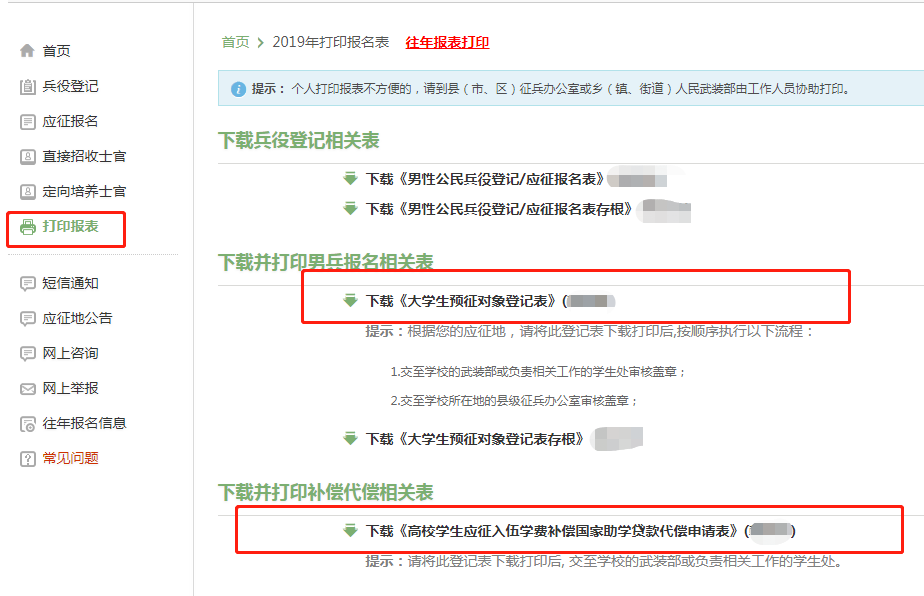 首页
兵役登记
应征报名
直接招收士官
定向培养士官
打印报表
短信通知
应征地公告
网上咨询
网上举报
往年报名信息
常见问题
首页 > 2019年打印报名表 往年报表打印
提示： 个人打印报表不方便的，请到县（市、区）征兵办公室或乡（镇、街道）人民武装部由工作人员协助打印。
下载兵役登记相关表
下载《男性公民兵役登记/应征报名表》
下载《男性公民兵役登记/应征报名表存根》
下载并打印男兵报名相关表
下载《大学生预征对象登记表》(
提示：根据您的应征地，请将此登记表下载打印后,按顺序执行以下流程：
1.交至学校的武装部或负责相关工作的学生处审核盖章；
2.交至学校所在地的县级征兵办公室审核盖章；
下载《大学生预征对象登记表存根》
下载并打印补偿代偿相关表
下载《高校学生应征入伍学费补偿国家助学贷款代偿申请表》( )
提示：请将此登记表下载打印后, 交至学校的武装部或负责相关工作的学生处。